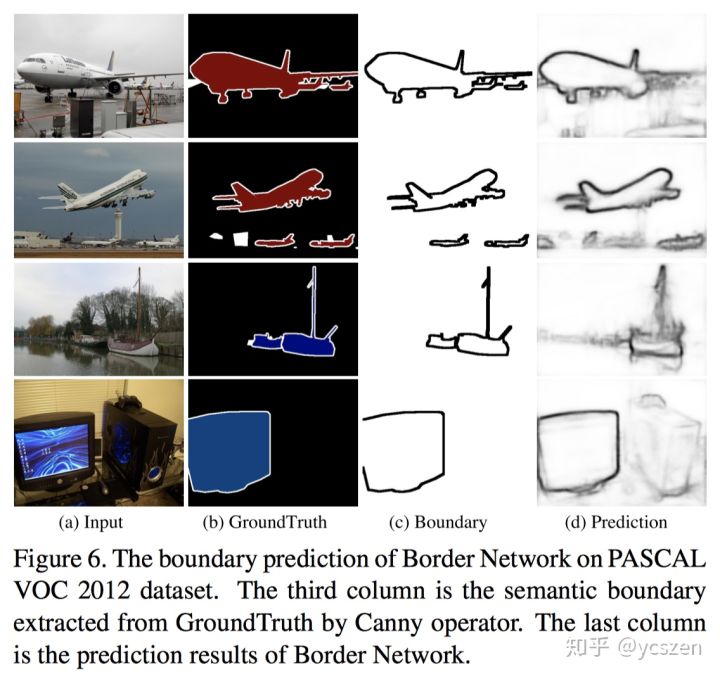 Lufthansa
(a) Input
(b) GroundTruth
(c) Boundary
(d) Prediction
Figure 6. The boundary prediction of Border Network on PASCAL
VOC 2012 dataset. The third column is the semantic boundary
extracted from GroundTruth by Canny operator. The last column
is the prediction results of Border Network.
知乎 @ycszen